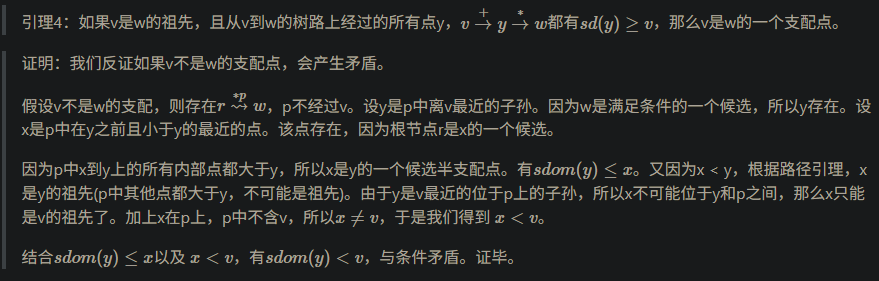 引理4：如果v是w的祖先，且从v到w的树路上经过的所有点y，$v \overset{+}{\rightarrow} y \overset{*}{\rightarrow} w$都有$sd(y) \geq v$，那么v是w的一个支配点。
证明：我们反证如果v不是w的支配点，会产生矛盾。
假设v不是w的支配，则存在$r \overset{*p}{\leadsto} w$，p不经过v。设y是p中离v最近的子孙。因为w是满足条件的一个候选，所以y存在。设
x是p中在y之前且小于y的最近的点。该点存在，因为根节点r是x的一个候选。
因为p中x到y上的所有内部点都大于y，所以x是y的一个候选半支配点。有$sdom(y) \leq x$。又因为x < y，根据路径引理，x
是y的祖先(p中其他点都大于y，不可能是祖先)。由于y是v最近的位于p上的子孙，所以x不可能位于y和p之间，那么x只能
是v的祖先了。加上x在p上，p中不含v，所以$x \neq v$，于是我们得到 $x < v$。
结合$sdom(y) \leq x$以及 $x < v$，有$sdom(y) < v$，与条件矛盾。证毕。